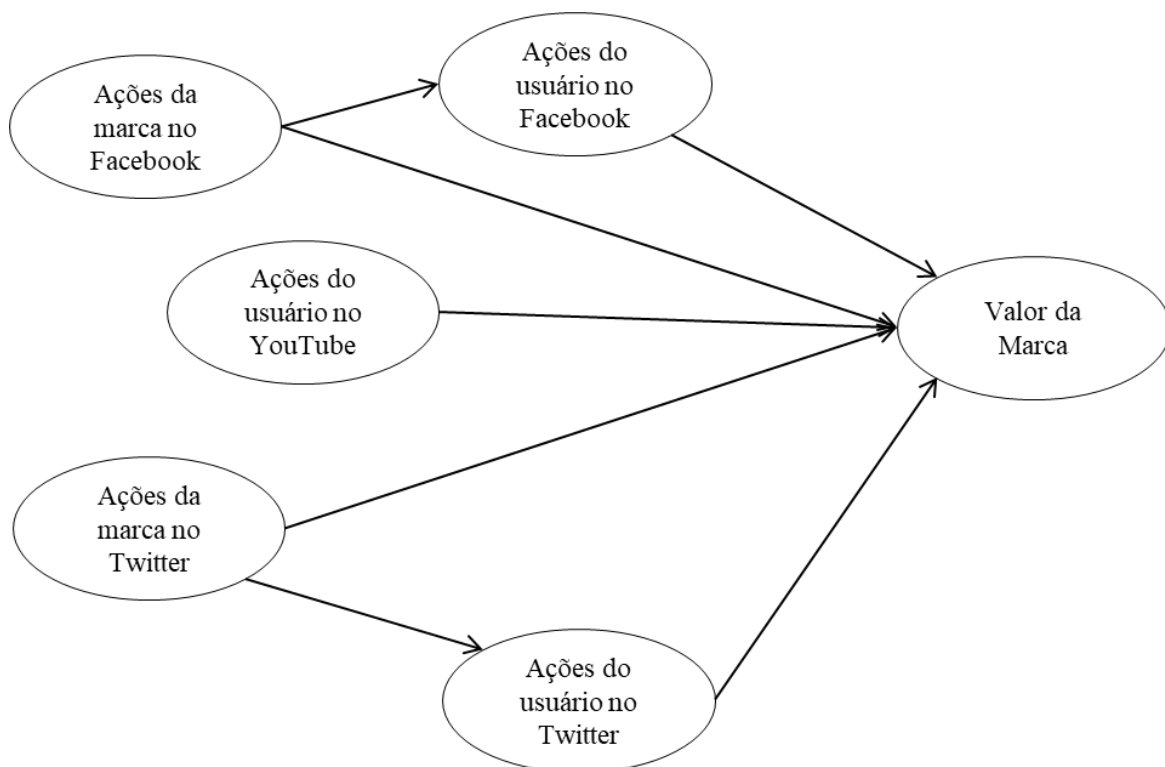 Ações da
marca no
Facebook
Ações do
usuário no
Facebook
Ações do
usuário no
YouTube
Valor da
Marca
Ações da
marca no
Twitter
Ações do
usuário no
Twitter